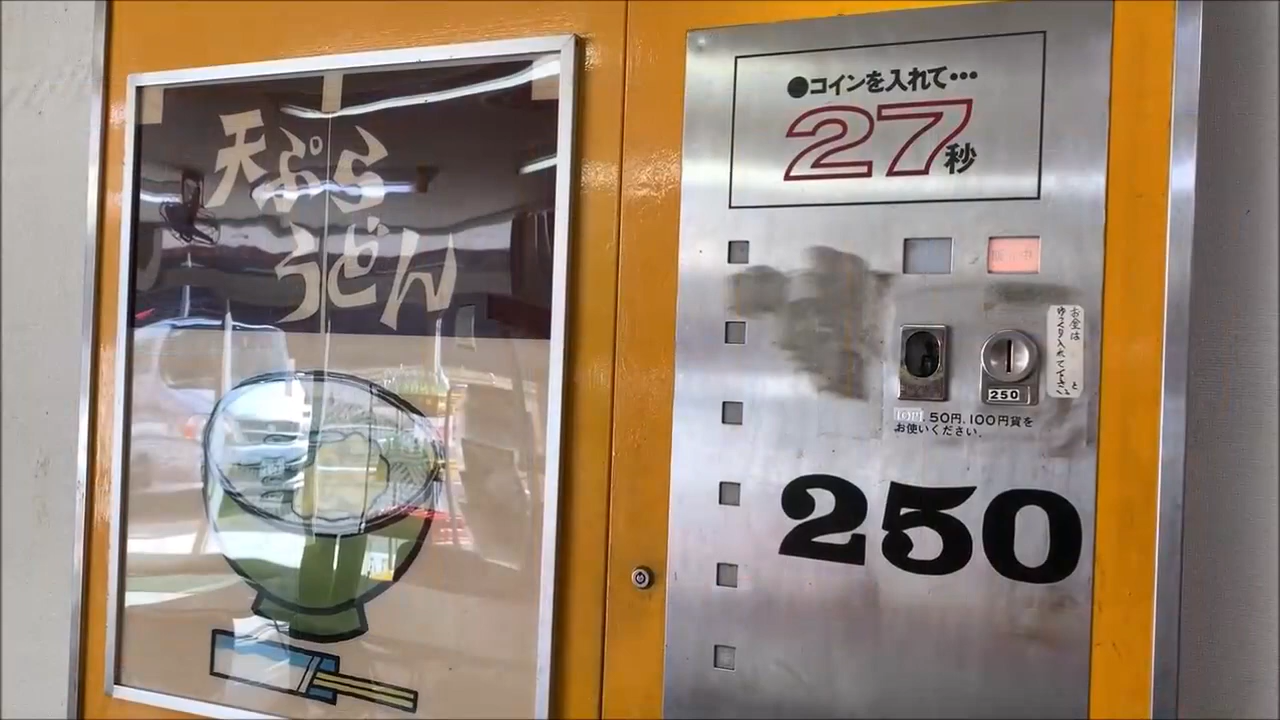 天ぷら
うどん
●コインを入れて•••
27秒
お金は
ゆっくり入れて下さい
250
10円、50円、100円貨を
お使いください。
250